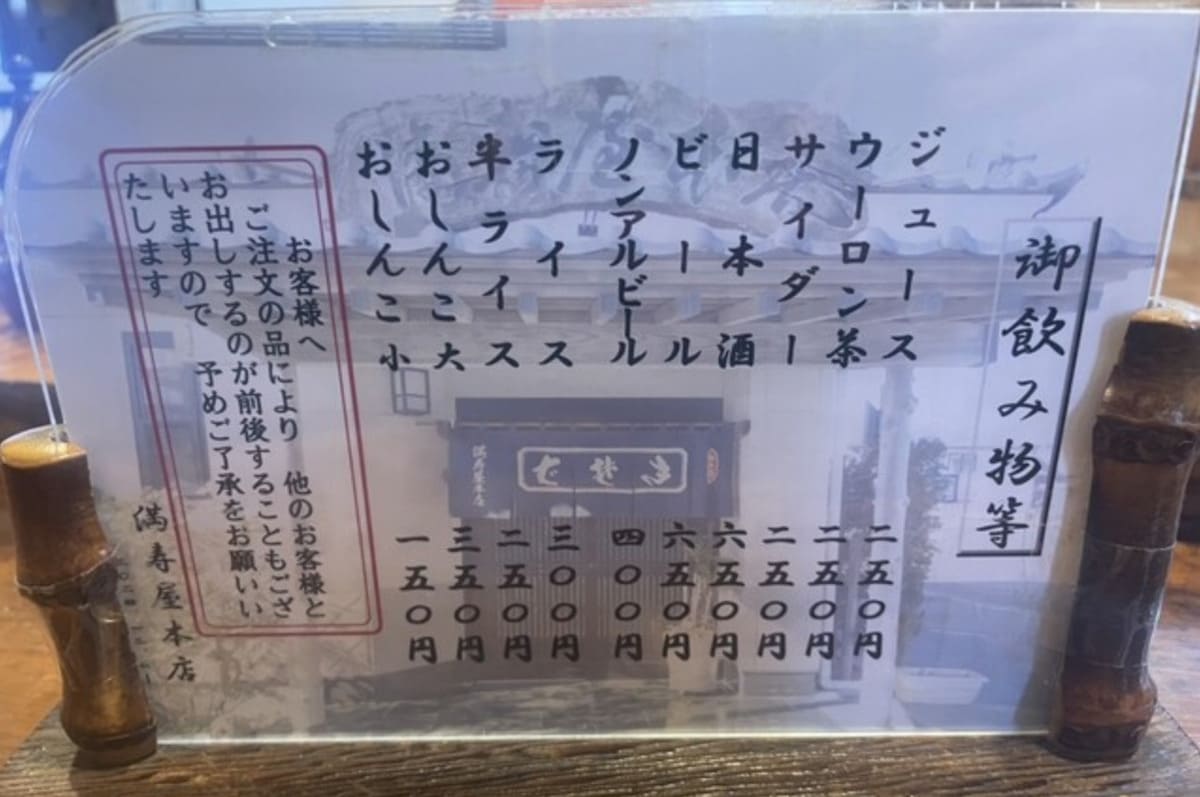 御飲み物等
ジュース 二五〇円
ウーロン茶 二五〇円
サイダー 二五〇円
日本酒 六五〇円
ビール 六五〇円
ノンアルビール 四〇〇円
ライス 三〇〇円
半ライス 二五〇円
おしんこ大 三五〇円
おしんこ小 一五〇円
お客様へ
ご注文の品により 他のお客様と
お出しするのが前後することもござ
いますので 予めご了承をお願いい
たします
満寿屋本店